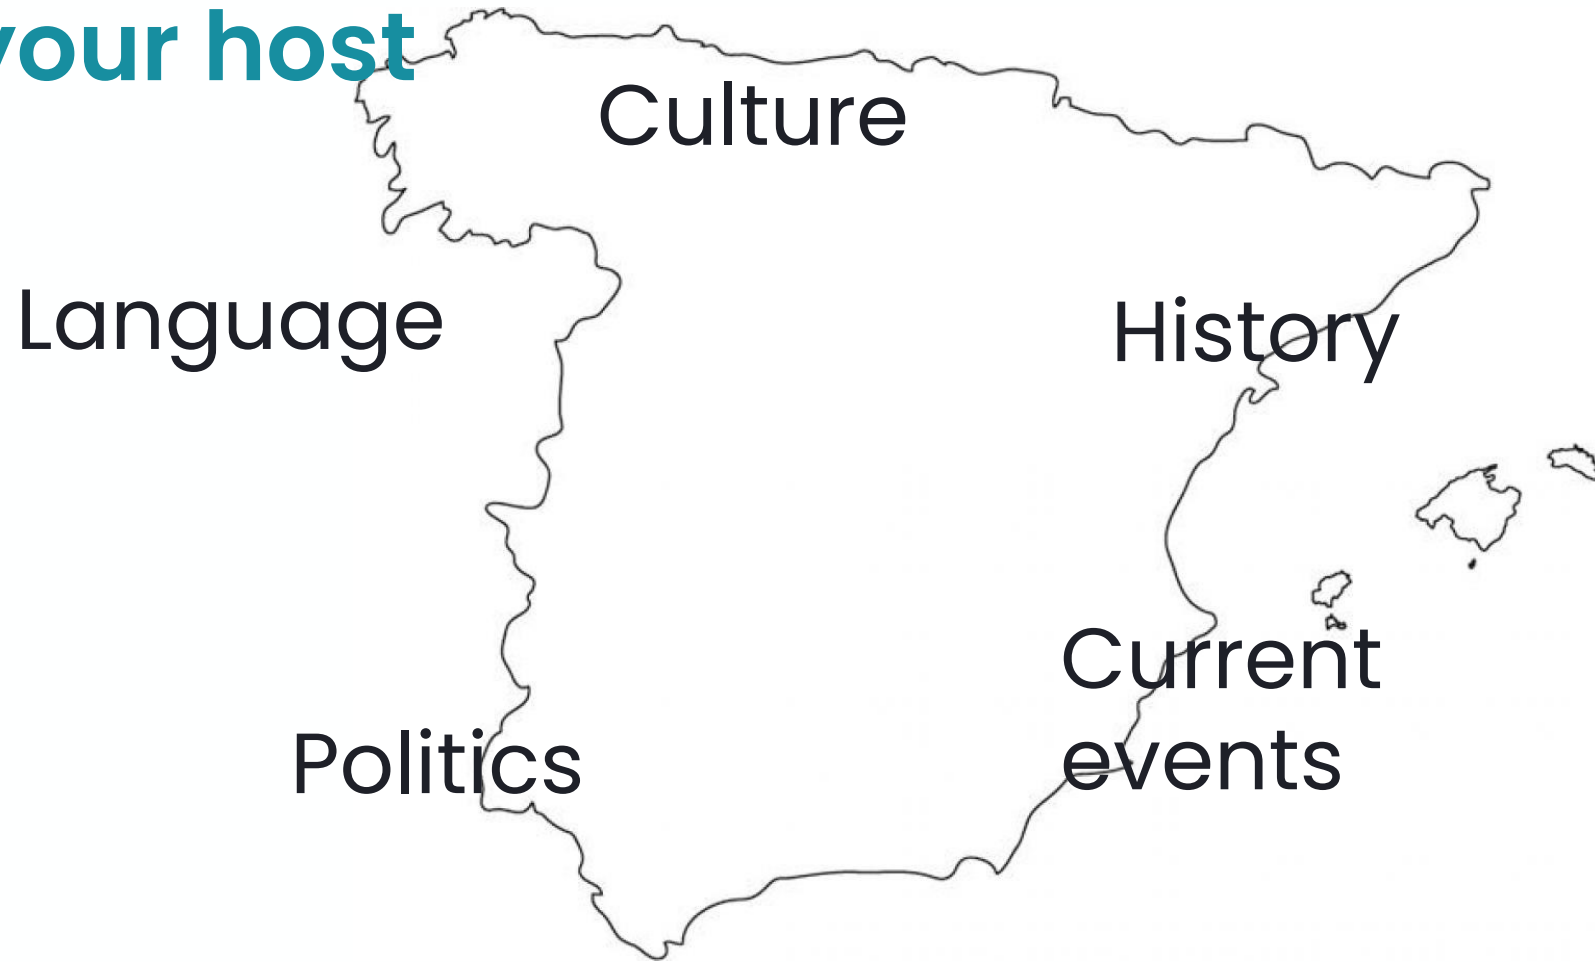 your host
Culture
Language
History
Current
events
Politics